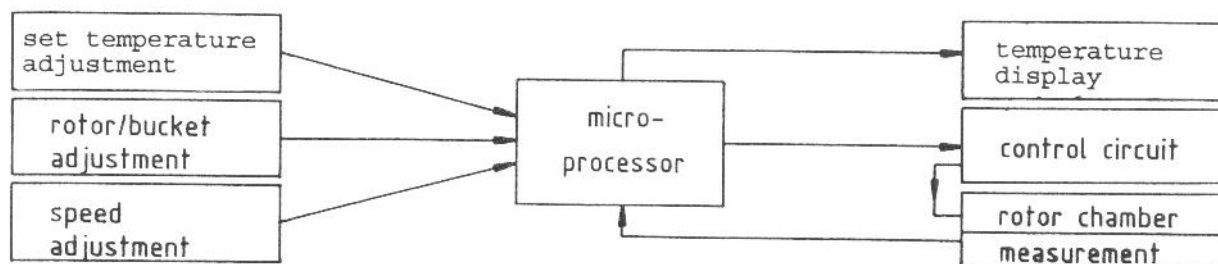 set temperature
adjustment
rotor/bucket
adjustment
speed
adjustment
micro-
processor
temperature
display
control circuit
rotor chamber
measurement